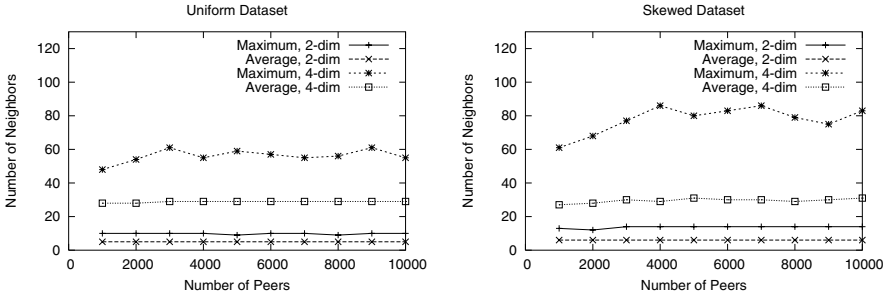 Uniform Dataset
120
100
80
60
40
20
0
Number of Neighbors
Maximum, 2-dim
Average, 2-dim
Maximum, 4-dim
Average, 4-dim
0 2000 4000 6000 8000 10000
Number of Peers
Skewed Dataset
120
100
80
60
40
20
0
Number of Neighbors
Maximum, 2-dim
Average, 2-dim
Maximum, 4-dim
Average, 4-dim
0 2000 4000 6000 8000 10000
Number of Peers